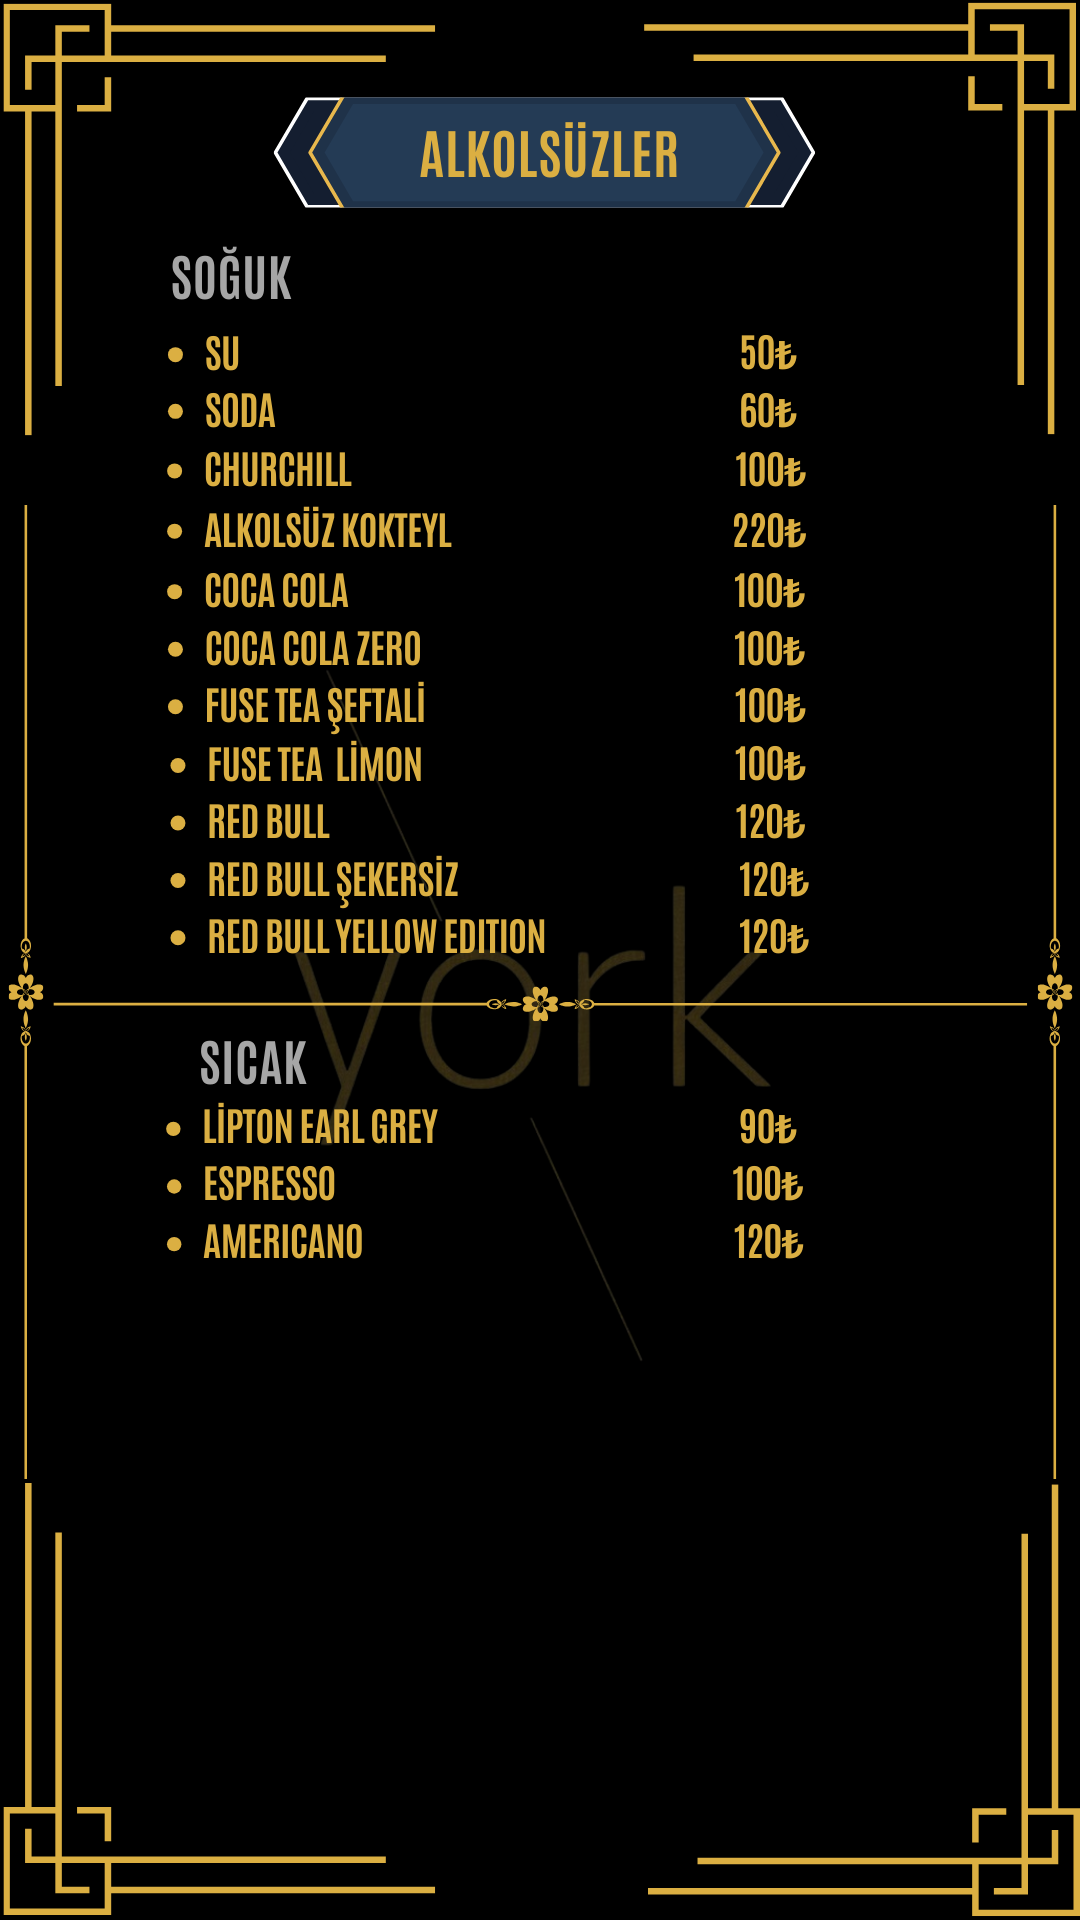 ALKOLSÜZLER
SOĞUK
• SU 50₺
• SODA 60₺
• CHURCHILL 100₺
• ALKOLSÜZ KOKTEYL 220₺
• COCA COLA 100₺
• COCA COLA ZERO 100₺
• FUSE TEA ŞEFTALİ 100₺
• FUSE TEA LİMON 100₺
• RED BULL 120₺
• RED BULL ŞEKERSİZ 120₺
• RED BULL YELLOW EDITION 120₺
york
SICAK
• LİPTON EARL GREY 90₺
• ESPRESSO 100₺
• AMERICANO 120₺